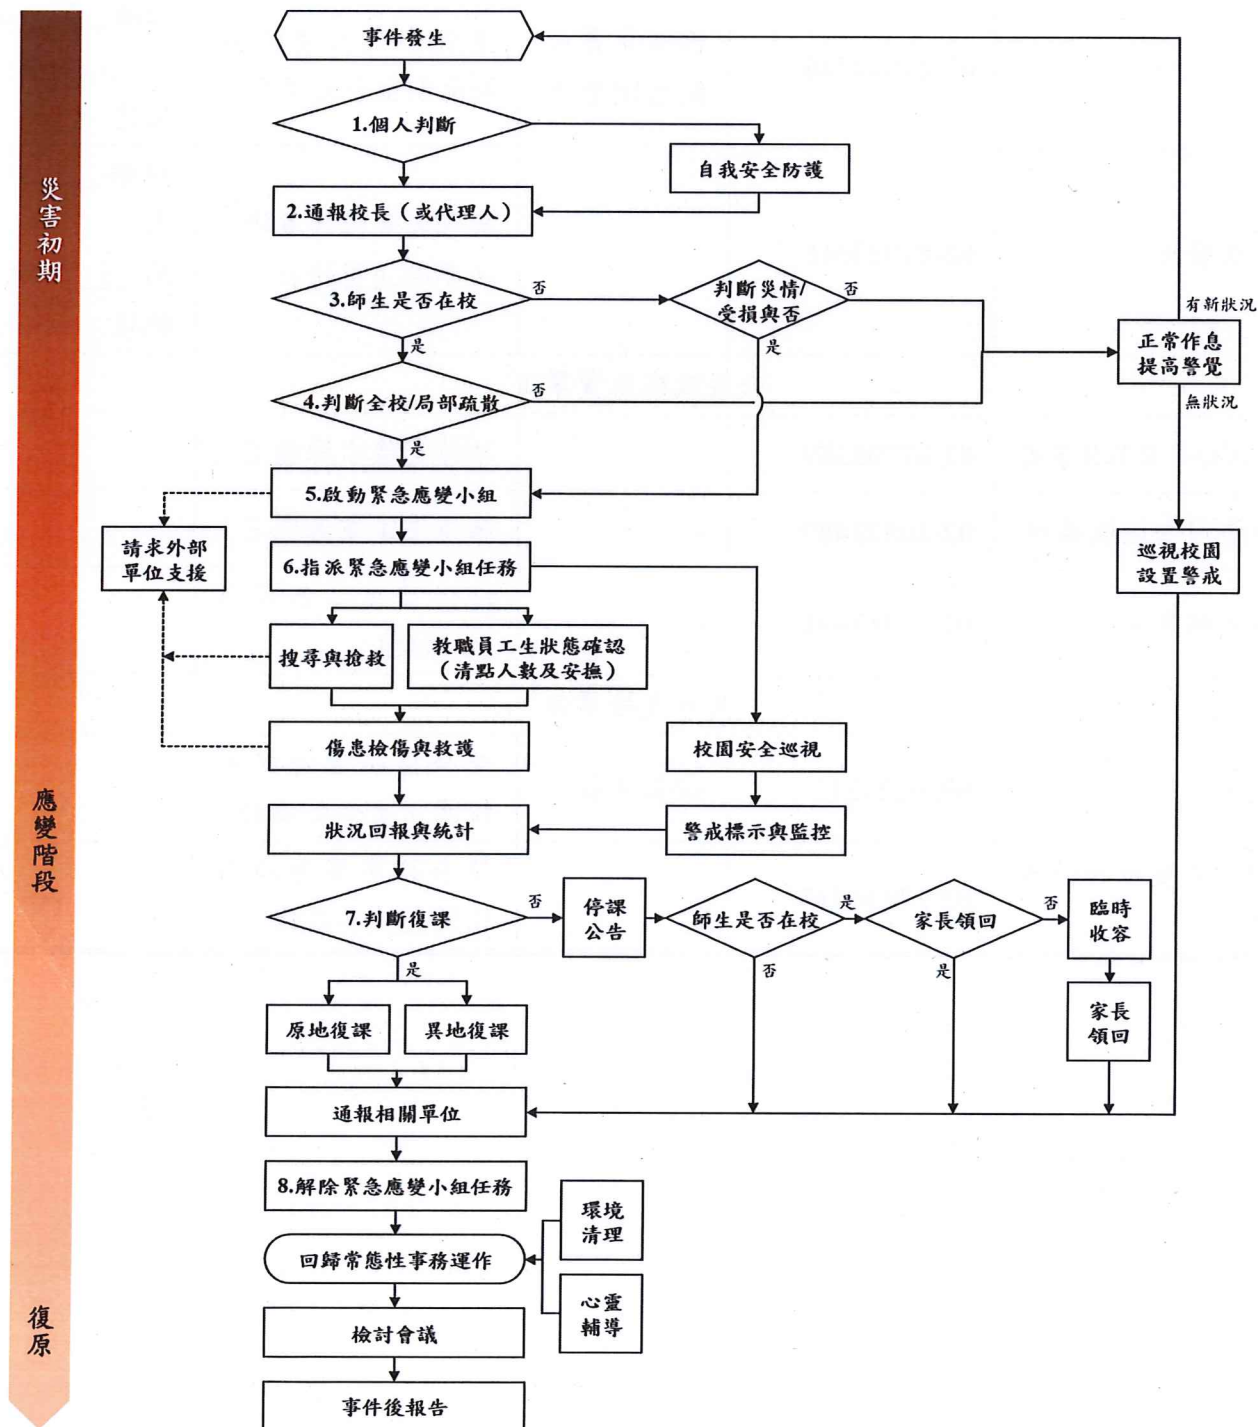 災害初期
應變階段
復原
事件發生
1.個人判斷
自我安全防護
2.通報校長（或代理人）
3.師生是否在校
否
是
判斷災情/
受損與否
否
是
有新狀況
正常作息
提高警覺
無狀況
4.判斷全校/局部疏散
否
是
5.啟動緊急應變小組
請求外部
單位支援
6.指派緊急應變小組任務
巡視校園
設置警戒
搜尋與搶救
教職員工生狀態確認
（清點人數及安撫）
傷患檢傷與救護
校園安全巡視
狀況回報與統計
警戒標示與監控
7.判斷復課
否
是
停課
公告
師生是否在校
是
否
家長領回
否
是
臨時
收容
家長
領回
原地復課
異地復課
通報相關單位
8.解除緊急應變小組任務
環境
清理
回歸常態性事務運作
心靈
輔導
檢討會議
事件後報告